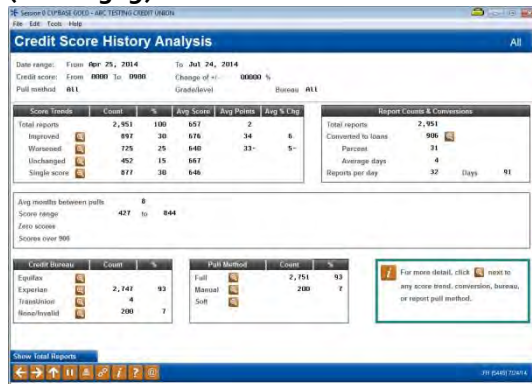 Session 0 CU*BASE GOLD - ABC TESTING CREDIT UNION
File Edit Tools Help
Credit Score History Analysis All
Date range: From Apr 25, 2014 To Jul 24, 2014
Credit score: From 0000 To 0900 Change of +/- 00000 %
Pull method All Grade/level Bureau All
Score Trends Count % Avg Score Avg Points Avg % Chg
Total reports 2,951 100 657 2
Improved 897 30 676 34 6
Worsened 725 25 640 33- 5-
Unchanged 452 15 667
Single score 877 30 646
Report Counts & Conversions
Total reports 2,951
Converted to loans 906
Percent 31
Average days 4
Reports per day 32 Days 91
Avg months between pulls 8
Score range 427 to 844
Zero scores
Scores over 900
Credit Bureau Count %
Equifax
Experian 2,747 93
TransUnion 4
None/Invalid 200 7
Pull Method Count %
Full 2,751 93
Manual 200 7
Soft
For more detail, click next to
any score trend, conversion, bureau,
or report pull method.
Show Total Reports